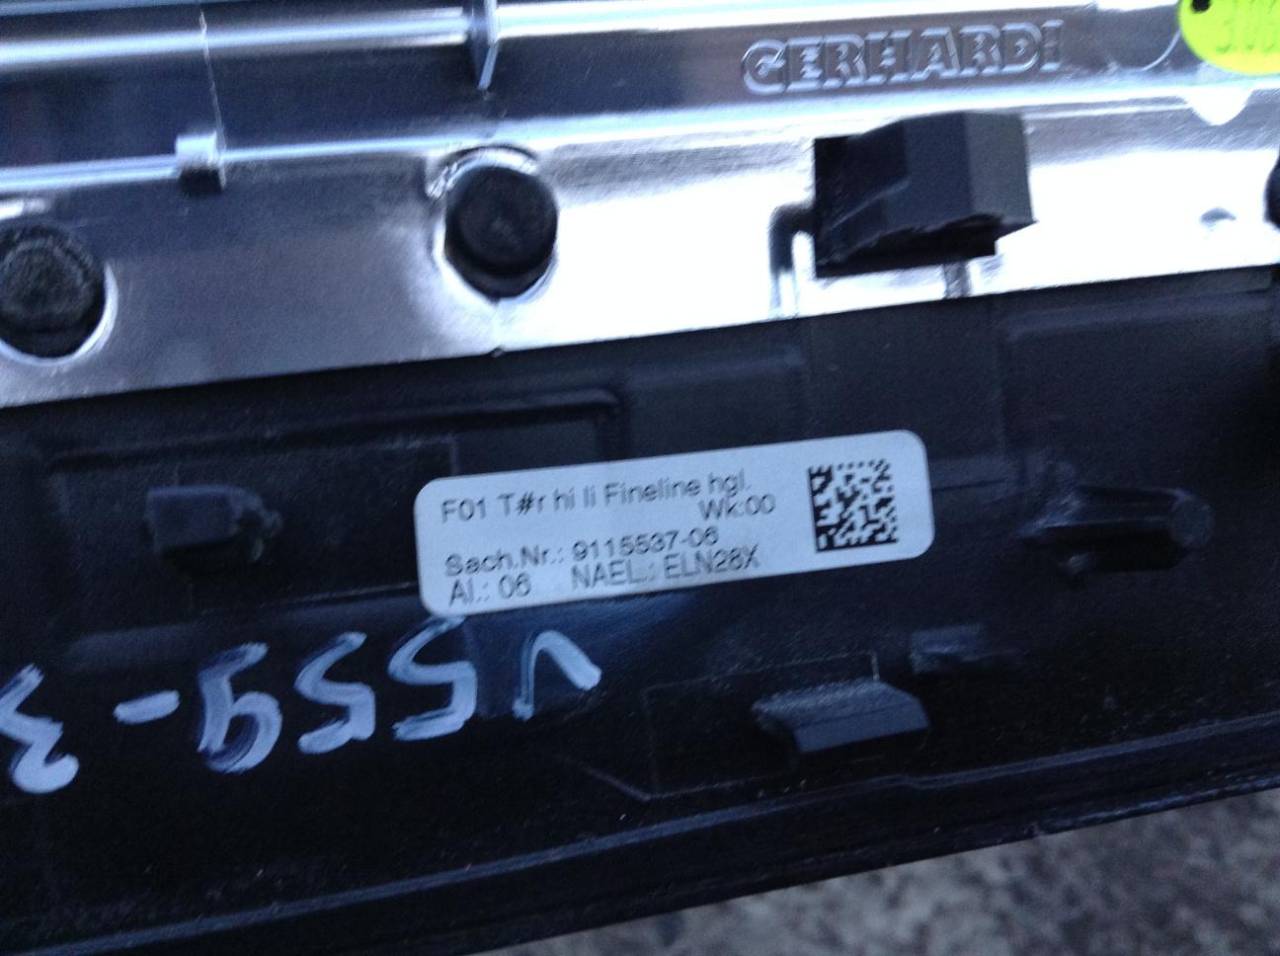 GERHARDI
F01 T#r hi li Fineline hgl.
Wk:00
Sach.Nr.: 9115537-06
Al.: 06 NAEL.: ELN28X